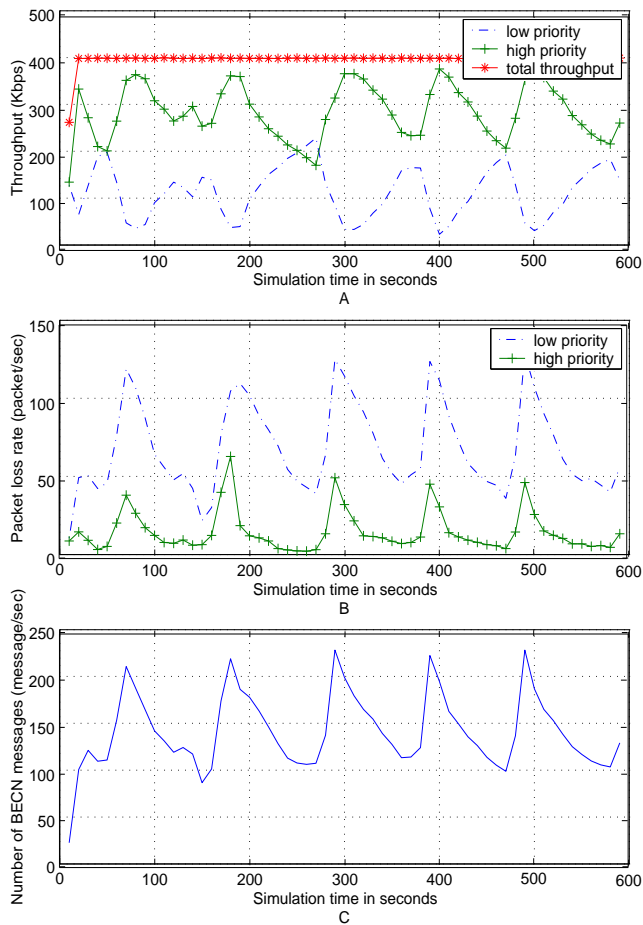 500
400
300
200
100
0
Throughput (Kbps)
low priority
high priority
total throughput
0 100 200 300 400 500 600
Simulation time in seconds
A
150
100
50
0
Packet loss rate (packet/sec)
low priority
high priority
0 100 200 300 400 500 600
Simulation time in seconds
B
250
200
150
100
50
0
Number of BECN messages (message/sec)
0 100 200 300 400 500 600
Simulation time in seconds
C